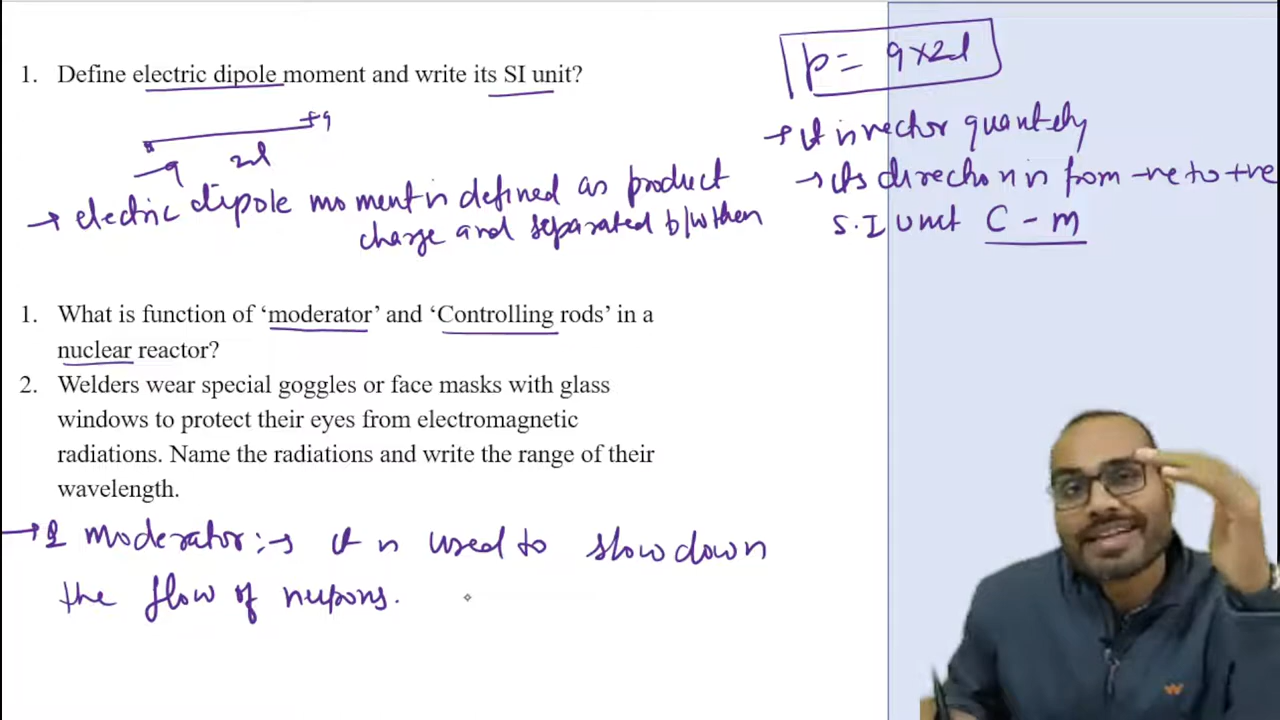 1. Define electric dipole moment and write its SI unit?
+q
-q 2l
→ electric dipole moment is defined as product
charge and separated b/w then
p = q×2l
→ It is vector quantity
→ its direction is from -ve to +ve
S.I unit C - m
1. What is function of ‘moderator’ and ‘Controlling rods’ in a
nuclear reactor?
2. Welders wear special goggles or face masks with glass
windows to protect their eyes from electromagnetic
radiations. Name the radiations and write the range of their
wavelength.
→ moderator:→ it is used to slow down
the flow of